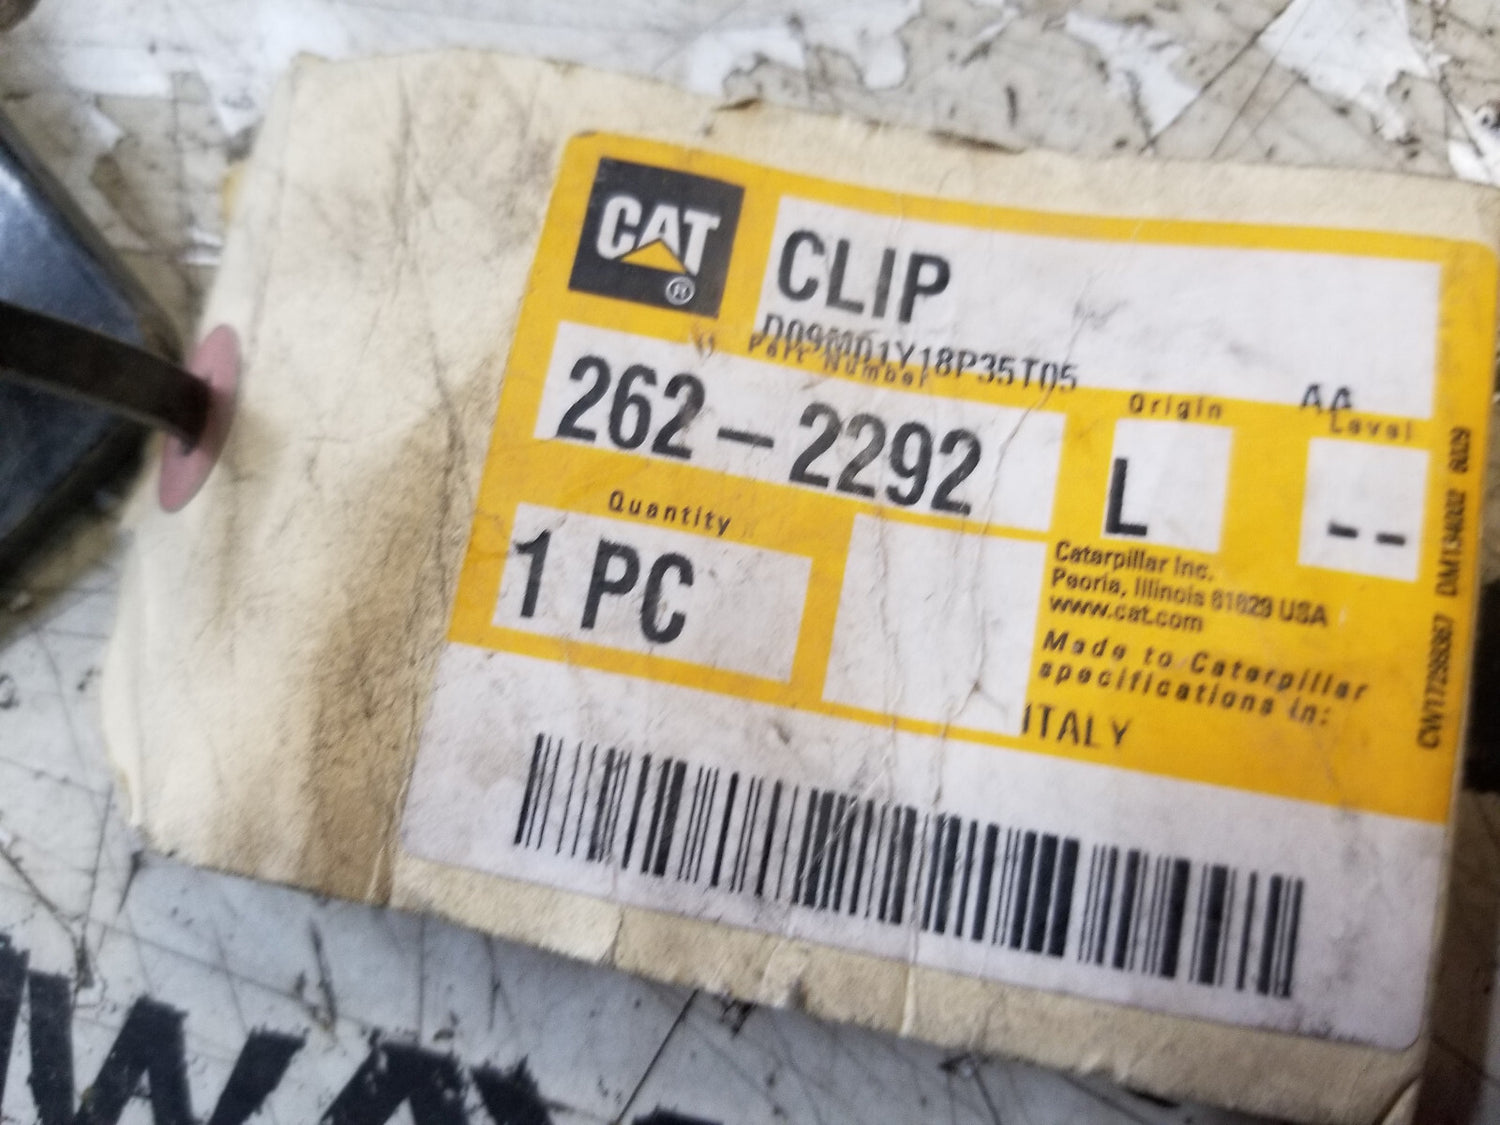 CAT
®
CLIP
D09M01Y18P35T05
AA
Part Number
262-2292
Origin
L
Level
--
Quantity
1 PC
Caterpillar Inc.
Peoria, Illinois 61629 USA
www.cat.com
Made to Caterpillar
specifications in:
ITALY